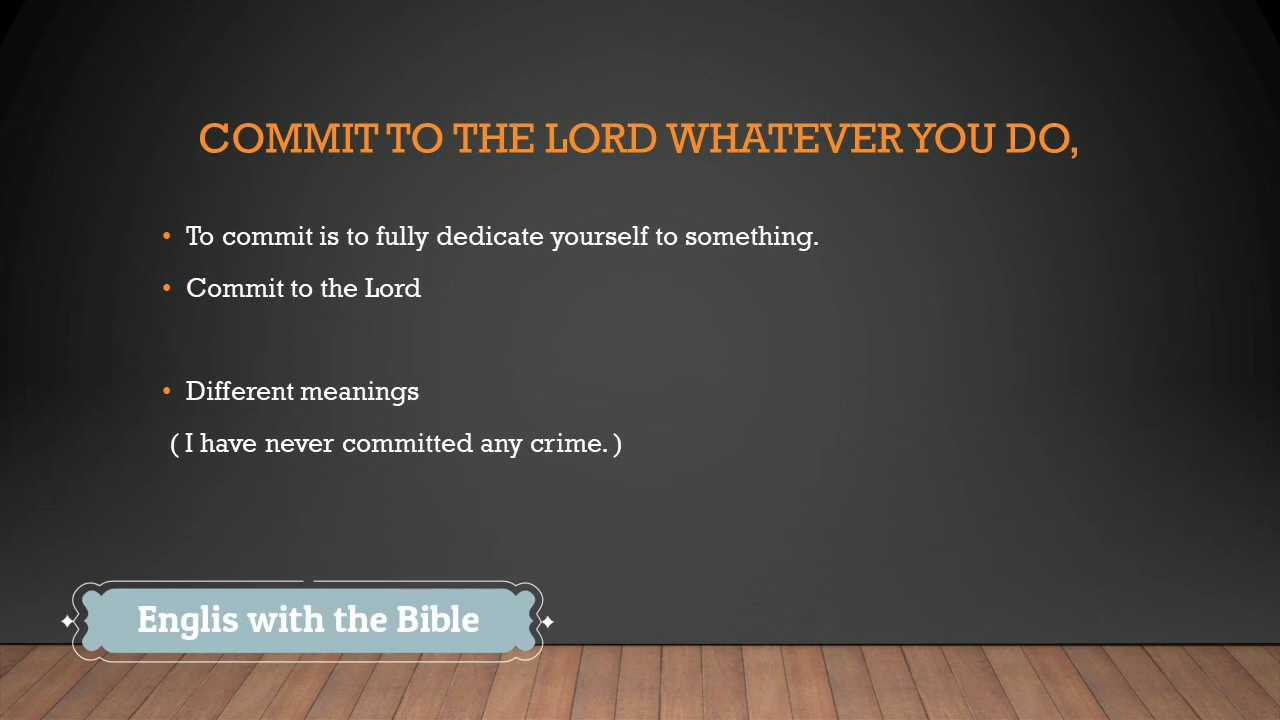 COMMIT TO THE LORD WHATEVER YOU DO,
• To commit is to fully dedicate yourself to something.
• Commit to the Lord
• Different meanings
( I have never committed any crime. )
Englis with the Bible